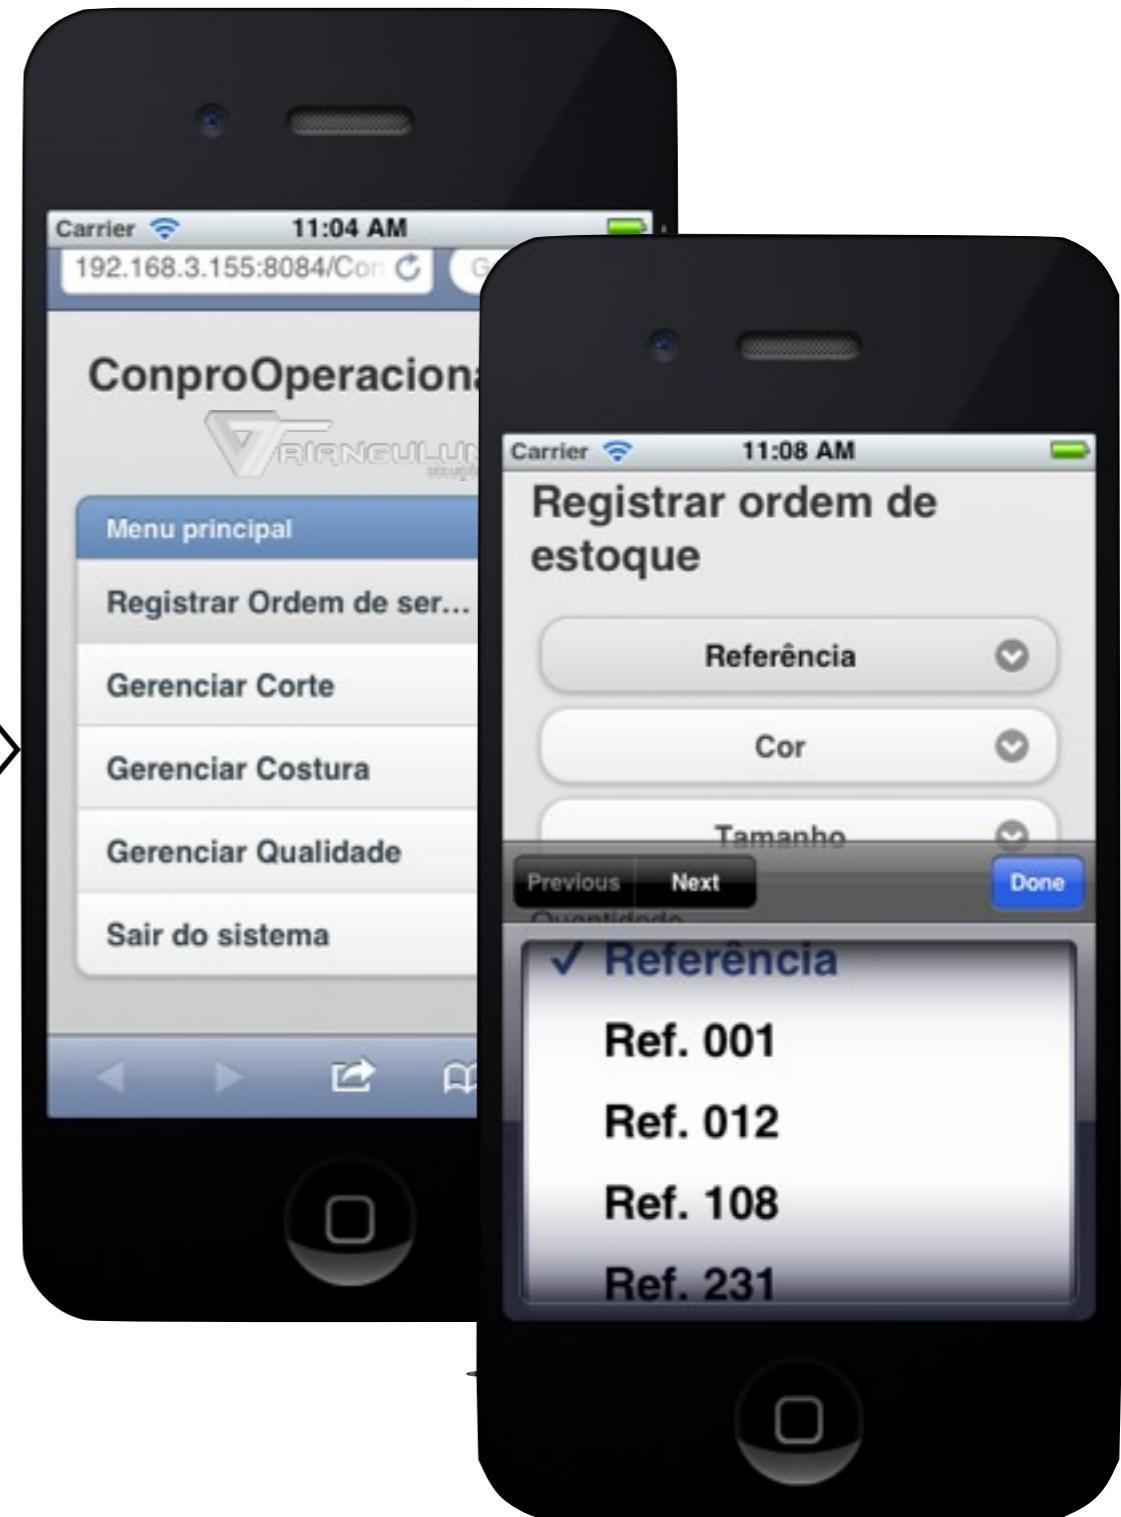 Carrier
11:04 AM
192.168.3.155:8084/Con
G
ConproOperaciona
TRIANGULUM
Menu principal
Registrar Ordem de ser...
Gerenciar Corte
Gerenciar Costura
Gerenciar Qualidade
Sair do sistema
Carrier
11:08 AM
Registrar ordem de
estoque
Referência
Cor
Tamanho
Previous Next Done
Quantidade
✓ Referência
Ref. 001
Ref. 012
Ref. 108
Ref. 231